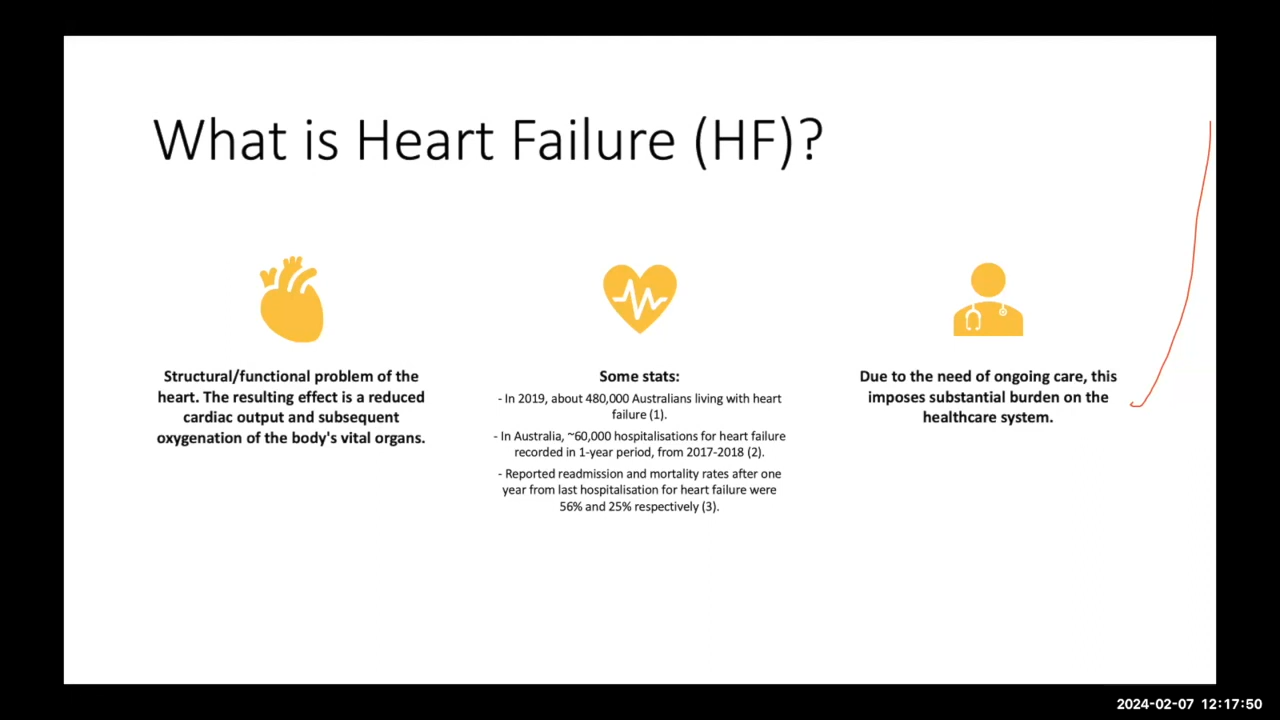 What is Heart Failure (HF)?
Structural/functional problem of the
heart. The resulting effect is a reduced
cardiac output and subsequent
oxygenation of the body's vital organs.
Some stats:
- In 2019, about 480,000 Australians living with heart
failure (1).
- In Australia, ~60,000 hospitalisations for heart failure
recorded in 1-year period, from 2017-2018 (2).
- Reported readmission and mortality rates after one
year from last hospitalisation for heart failure were
56% and 25% respectively (3).
Due to the need of ongoing care, this
imposes substantial burden on the
healthcare system.
2024-02-07 12:17:50